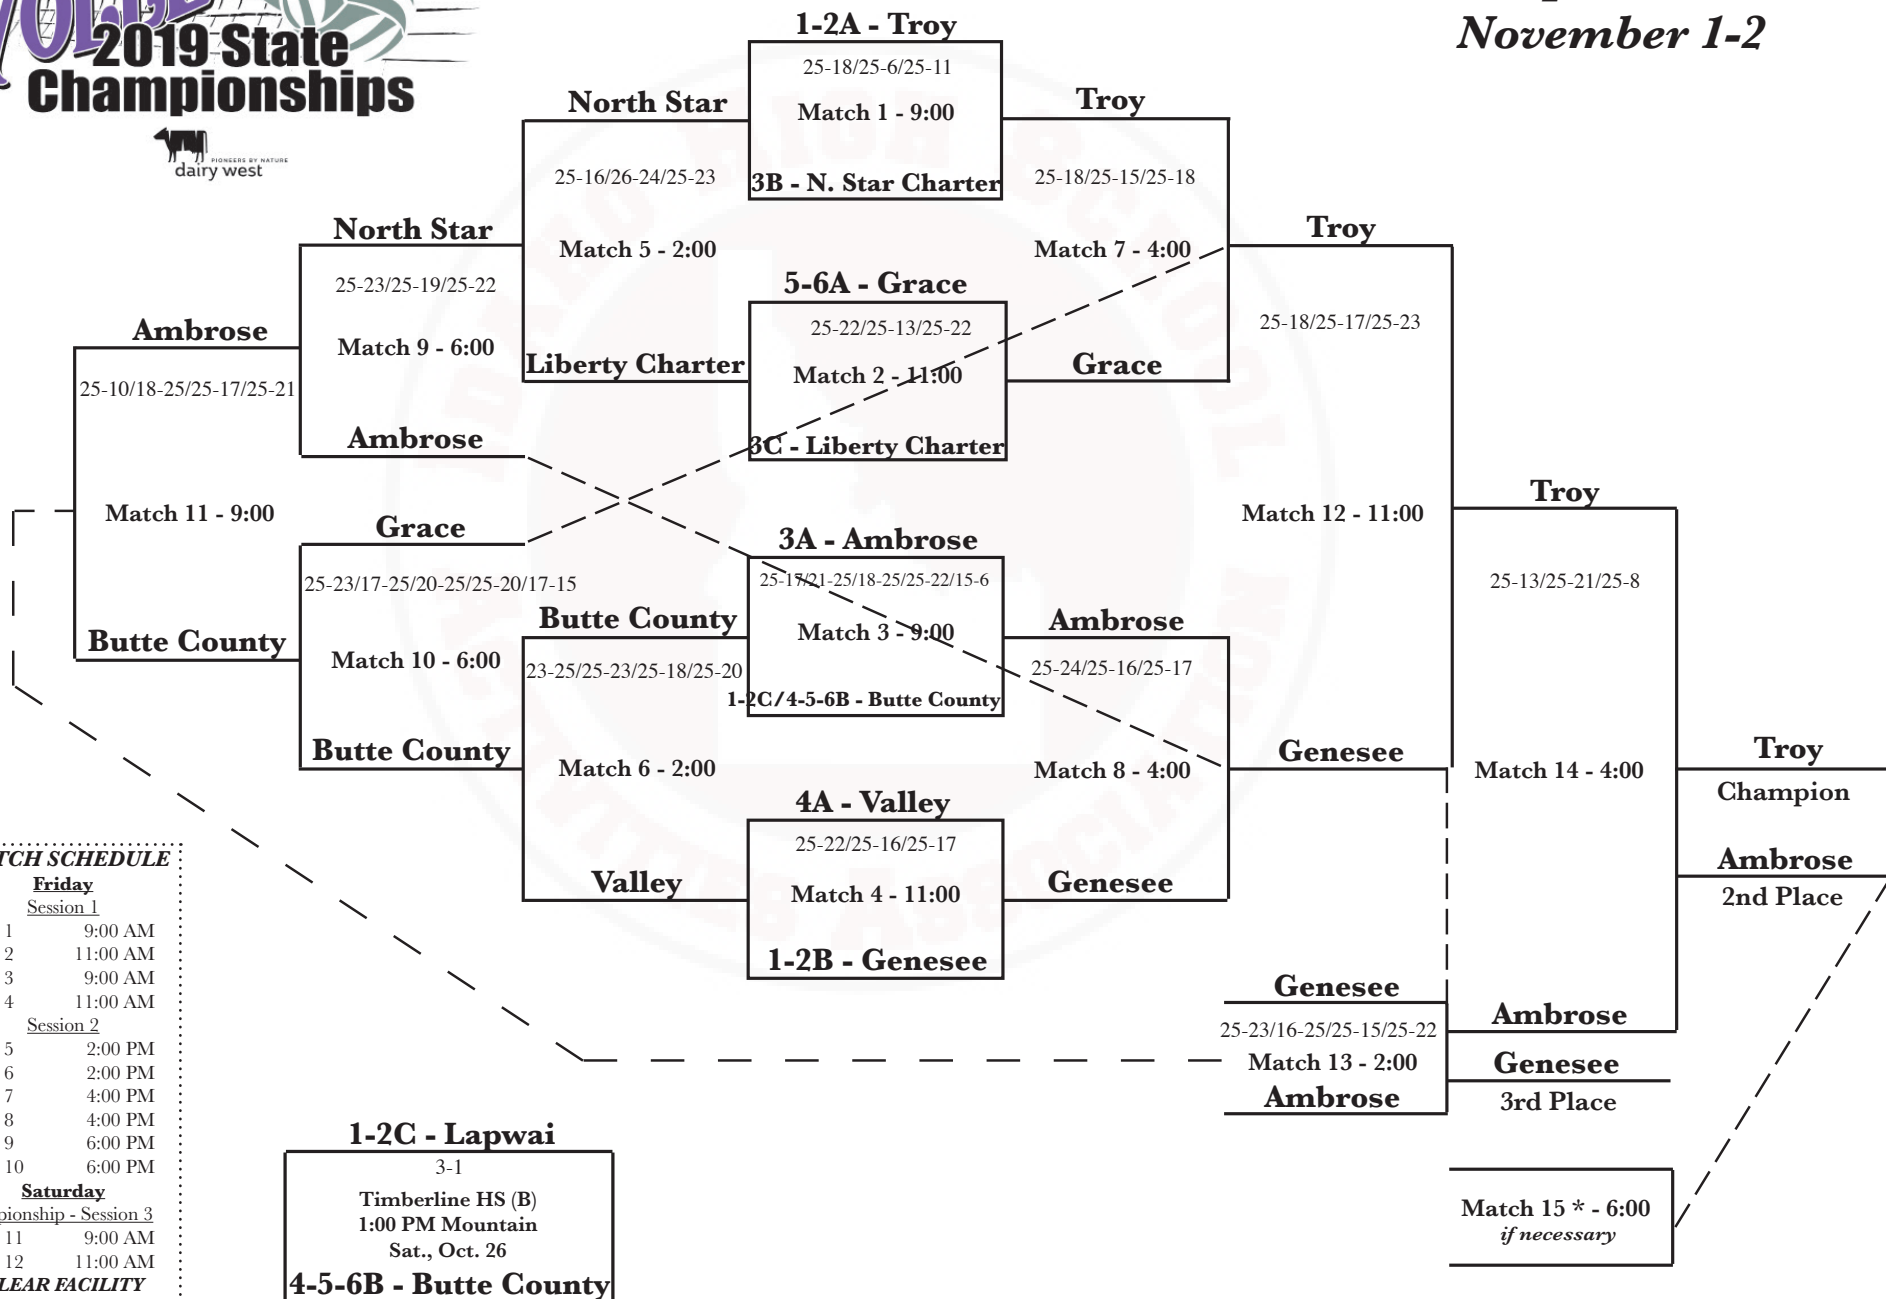 2019 State
Championships
PIONEERS BY NATURE
dairy west
November 1-2
1-2A - Troy
25-18/25-6/25-11
Match 1 - 9:00
3B - N. Star Charter
North Star
Troy
25-16/26-24/25-23
Match 5 - 2:00
25-18/25-15/25-18
Match 7 - 4:00
North Star
25-23/25-19/25-22
Match 9 - 6:00
5-6A - Grace
25-22/25-13/25-22
Match 2 - 11:00
3C - Liberty Charter
Liberty Charter
Grace
Troy
25-18/25-17/25-23
Match 12 - 11:00
Ambrose
25-10/18-25/25-17/25-21
Match 11 - 9:00
Ambrose
Grace
25-23/17-25/20-25/25-20/17-15
Match 10 - 6:00
Butte County
3A - Ambrose
25-17/21-25/18-25/25-22/15-6
Match 3 - 9:00
1-2C/4-5-6B - Butte County
Butte County
23-25/25-23/25-18/25-20
Match 6 - 2:00
Ambrose
25-24/25-16/25-17
Match 8 - 4:00
Butte County
Genesee
4A - Valley
25-22/25-16/25-17
Match 4 - 11:00
1-2B - Genesee
Valley
Genesee
Troy
25-13/25-21/25-8
Match 14 - 4:00
Troy
Champion
Ambrose
2nd Place
Genesee
25-23/16-25/25-15/25-22
Match 13 - 2:00
Ambrose
Ambrose
Genesee
3rd Place
Match 15 * - 6:00
if necessary
1-2C - Lapwai
3-1
Timberline HS (B)
1:00 PM Mountain
Sat., Oct. 26
4-5-6B - Butte County
TCH SCHEDULE
Friday
Session 1
1 9:00 AM
2 11:00 AM
3 9:00 AM
4 11:00 AM
Session 2
5 2:00 PM
6 2:00 PM
7 4:00 PM
8 4:00 PM
9 6:00 PM
10 6:00 PM
Saturday
pionship - Session 3
11 9:00 AM
12 11:00 AM
LEAR FACILITY
IDAHO HIGH SCHOOL
ACTIVITIES ASSOCIATION